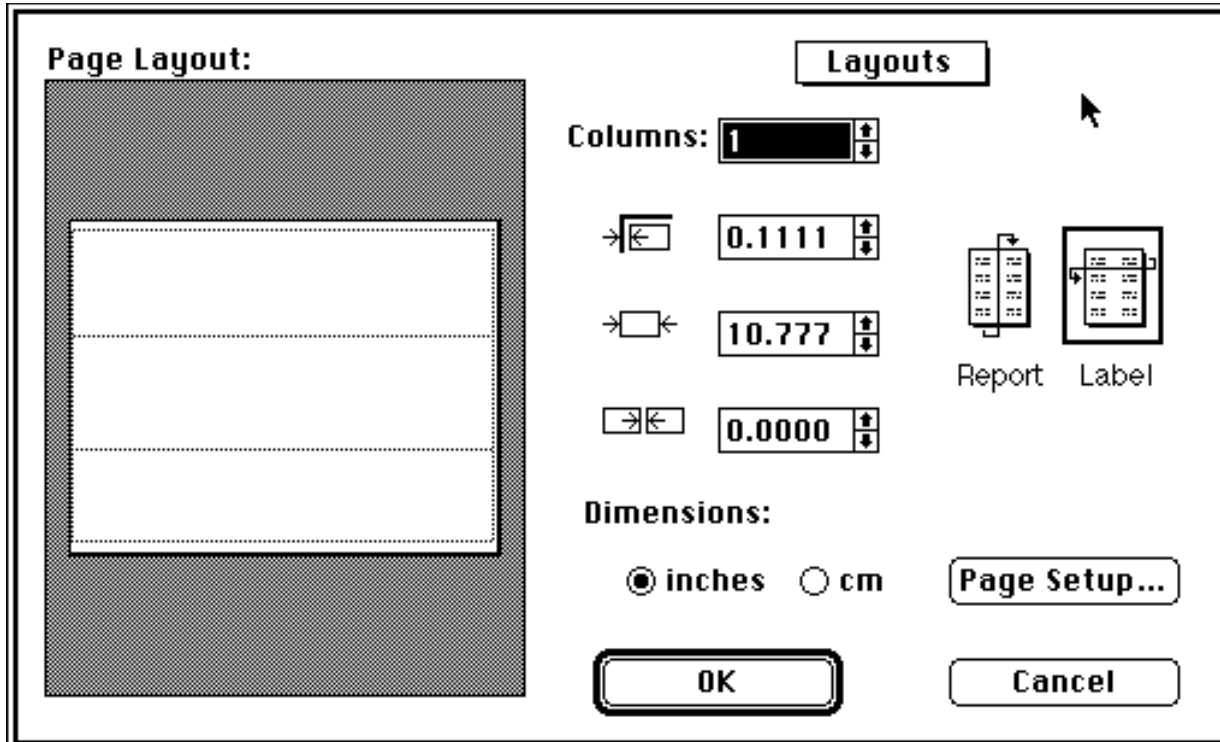 Page Layout:
Layouts
Columns: 1
0.1111
10.777
0.0000
Report Label
Dimensions:
inches cm
Page Setup...
OK
Cancel